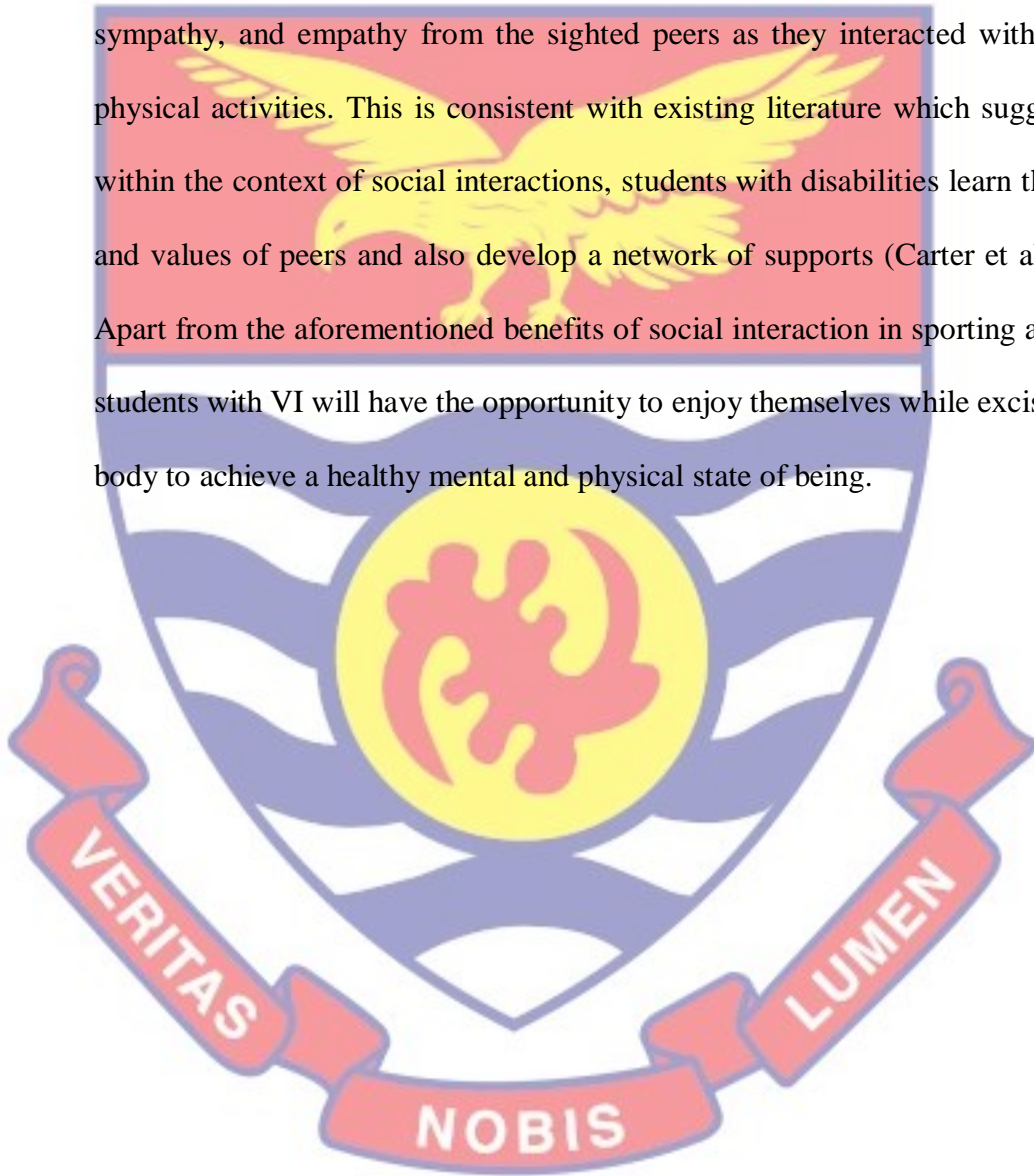 sympathy, and empathy from the sighted peers as they interacted with
physical activities. This is consistent with existing literature which sugg
within the context of social interactions, students with disabilities learn th
and values of peers and also develop a network of supports (Carter et a
Apart from the aforementioned benefits of social interaction in sporting a
students with VI will have the opportunity to enjoy themselves while excis
body to achieve a healthy mental and physical state of being.
VERITAS
NOBIS
LUMEN